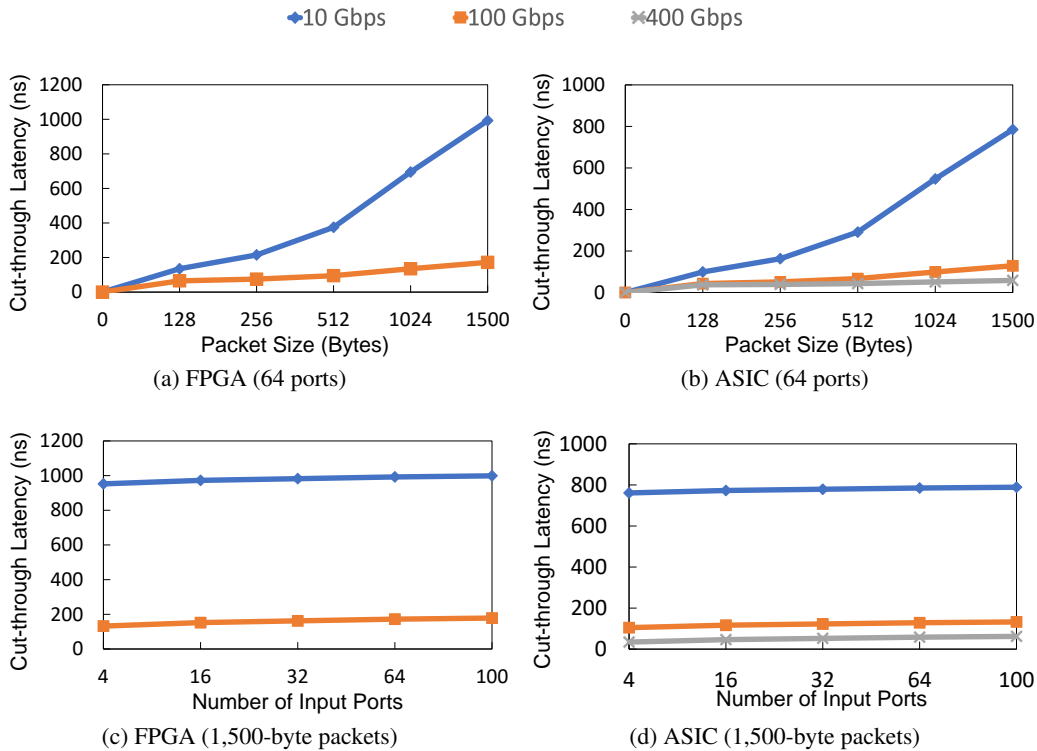 10 Gbps 100 Gbps 400 Gbps
Cut-through Latency (ns)
1200
1000
800
600
400
200
0
0 128 256 512 1024 1500
Packet Size (Bytes)
(a) FPGA (64 ports)
Cut-through Latency (ns)
1000
800
600
400
200
0
0 128 256 512 1024 1500
Packet Size (Bytes)
(b) ASIC (64 ports)
Cut-through Latency (ns)
1200
1000
800
600
400
200
0
4 16 32 64 100
Number of Input Ports
(c) FPGA (1,500-byte packets)
Cut-through Latency (ns)
1000
800
600
400
200
0
4 16 32 64 100
Number of Input Ports
(d) ASIC (1,500-byte packets)